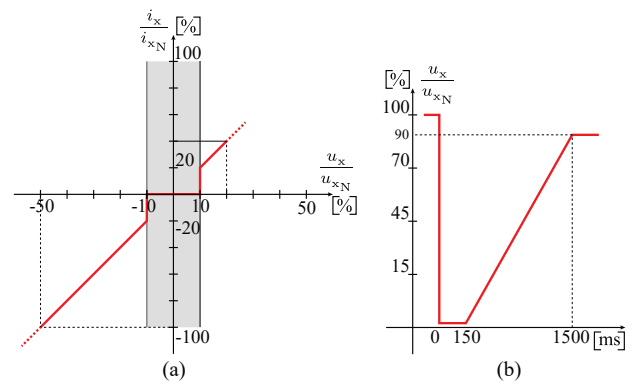 i_x / i_xN [%]
100
20
-50 -10 10 50
u_x / u_xN
[%]
-20
-100
(a)
[%] u_x / u_xN
100
90
70
45
15
0 150 1500 [ms]
(b)